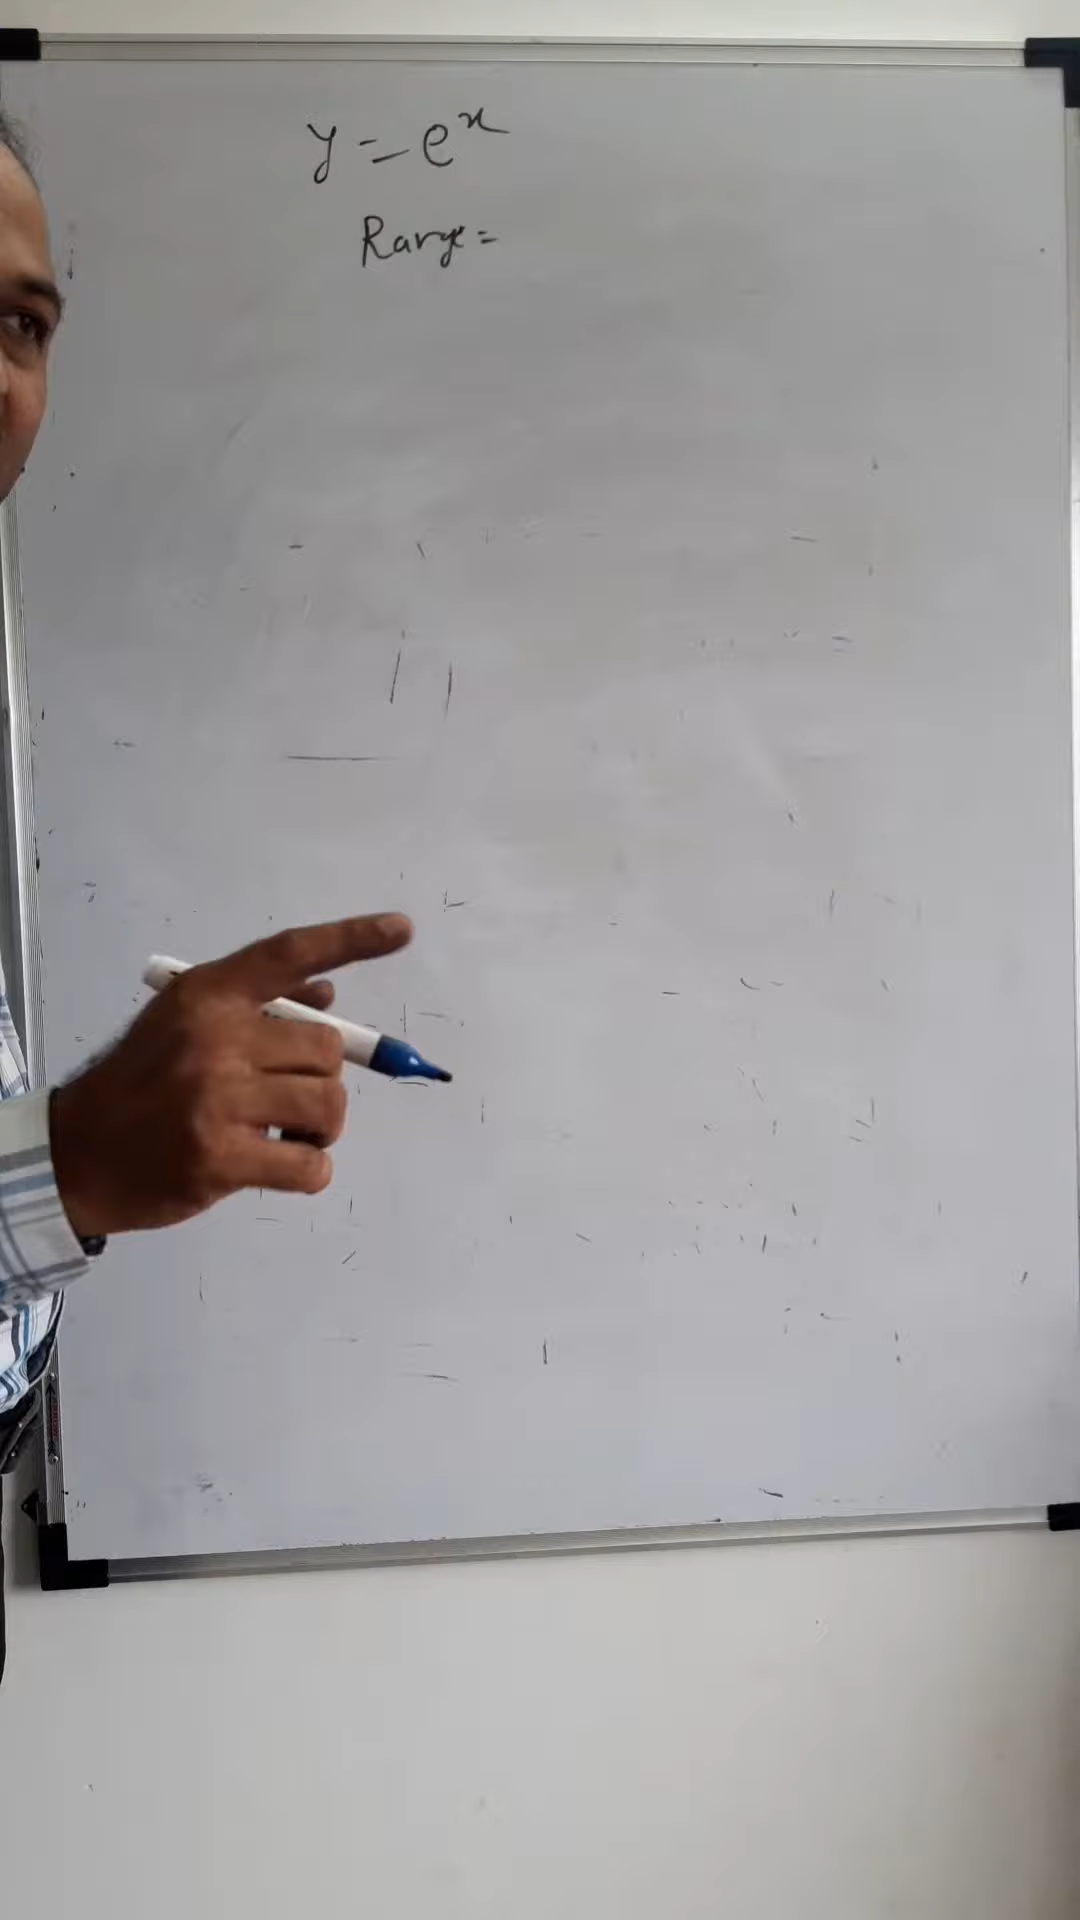 y = e^x
Range =